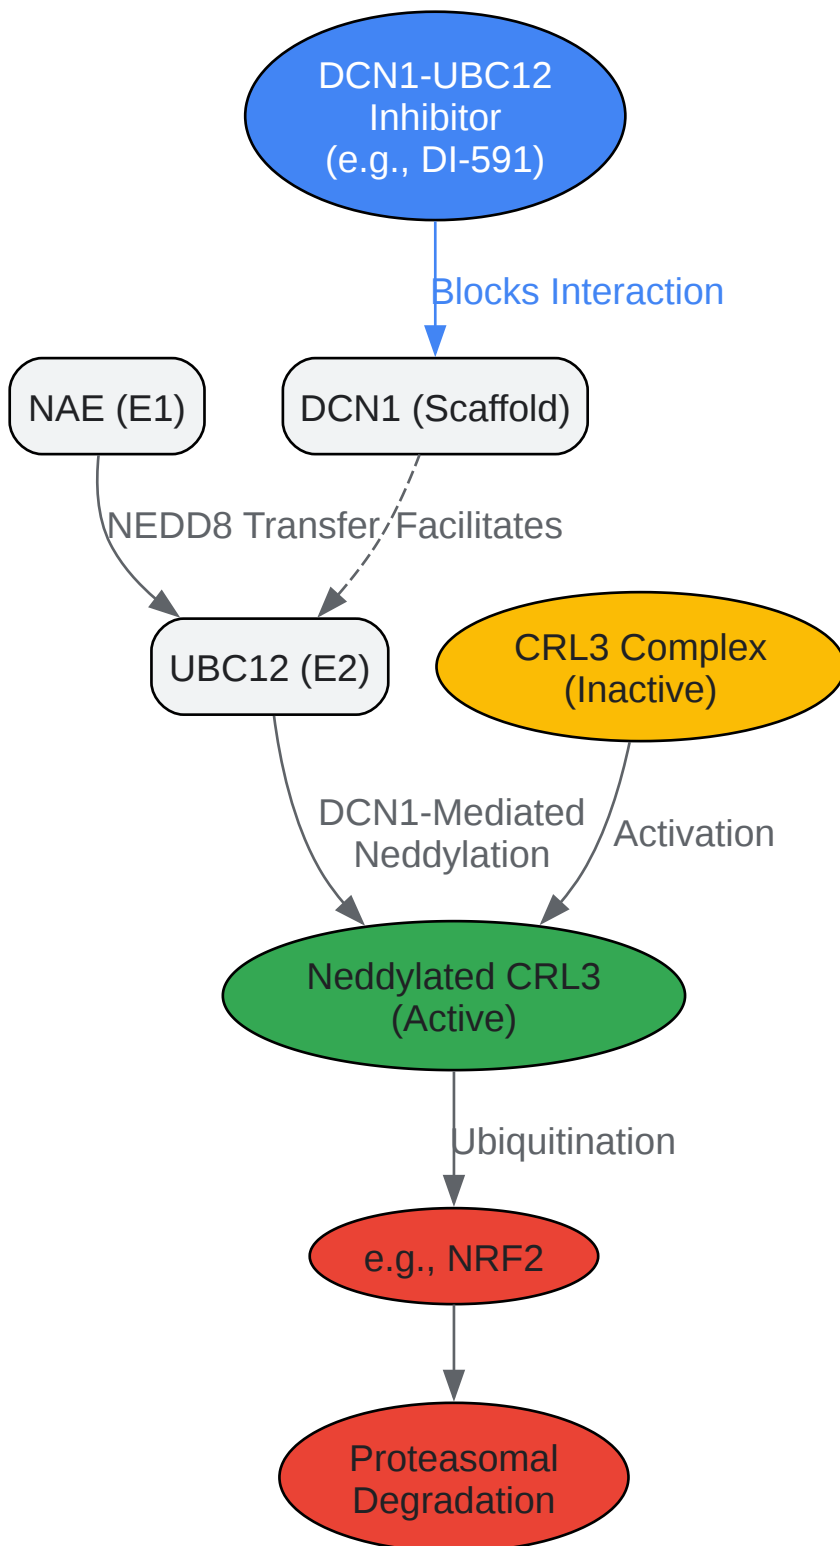 DCN1-UBC12
Inhibitor
(e.g., DI-591)
Blocks Interaction
NAE (E1)
DCN1 (Scaffold)
NEDD8 Transfer
Facilitates
UBC12 (E2)
CRL3 Complex
(Inactive)
DCN1-Mediated
Neddylation
Activation
Neddylated CRL3
(Active)
Ubiquitination
e.g., NRF2
Proteasomal
Degradation